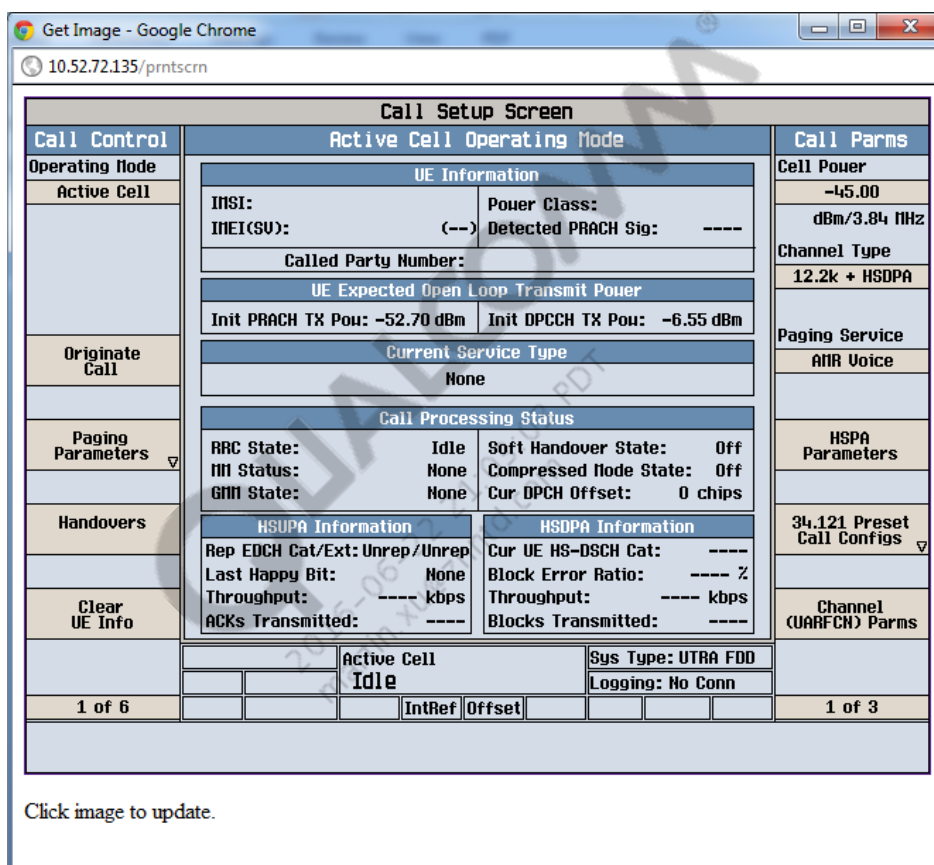 Get Image - Google Chrome
10.52.72.135/prntscrn
Call Setup Screen
Call Control
Active Cell Operating Mode
Call Parms
Operating Mode
Active Cell
Originate
Call
Paging
Parameters
Handovers
Clear
UE Info
1 of 6
UE Information
IMSI:
Power Class:
IMEI(SV): (--)
Detected PRACH Sig: ----
Called Party Number:
UE Expected Open Loop Transmit Power
Init PRACH TX Pow: -52.70 dBm
Init DPCCH TX Pow: -6.55 dBm
Current Service Type
None
Call Processing Status
RRC State: Idle
Soft Handover State: Off
MM Status: None
Compressed Mode State: Off
GMM State: None
Cur DPCH Offset: 0 chips
HSUPA Information
Rep EDCH Cat/Ext: Unrep/Unrep
Last Happy Bit: None
Throughput: ---- kbps
ACKs Transmitted: ----
HSDPA Information
Cur UE HS-DSCH Cat: ----
Block Error Ratio: ---- %
Throughput: ---- kbps
Blocks Transmitted: ----
Active Cell
Idle
Sys Type: UTRA FDD
Logging: No Conn
IntRef
Offset
Cell Power
-45.00
dBm/3.84 MHz
Channel Type
12.2k + HSDPA
Paging Service
AMR Voice
HSPA
Parameters
34.121 Preset
Call Configs
Channel
(UARFCN) Parms
1 of 3
Click image to update.
QUALCOMM